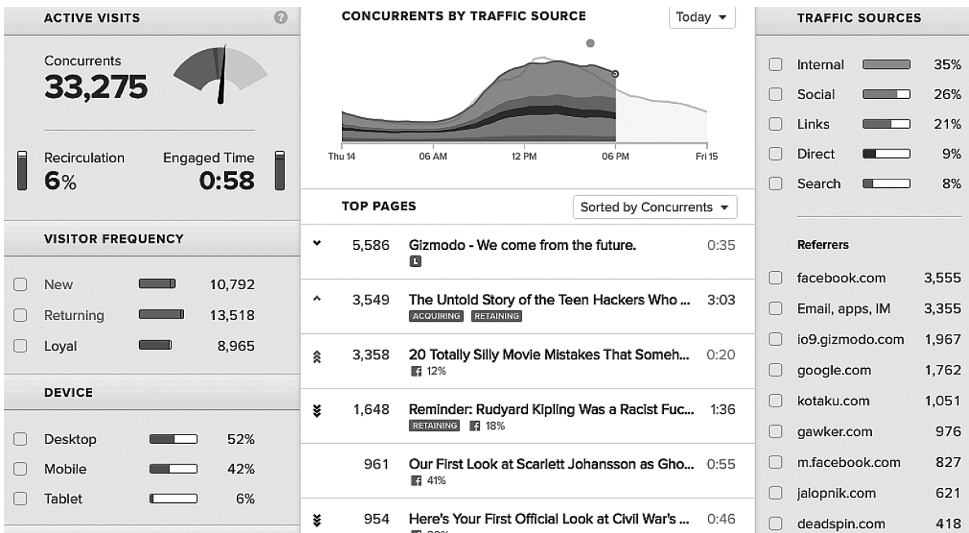 ACTIVE VISITS
?
Concurrents
33,275
Recirculation
6%
Engaged Time
0:58
VISITOR FREQUENCY
New 10,792
Returning 13,518
Loyal 8,965
DEVICE
Desktop 52%
Mobile 42%
Tablet 6%
CONCURRENTS BY TRAFFIC SOURCE
Today
Thu 14 06 AM 12 PM 06 PM Fri 15
TOP PAGES
Sorted by Concurrents
5,586 Gizmodo - We come from the future. 0:35
L
3,549 The Untold Story of the Teen Hackers Who ... 3:03
ACQUIRING RETAINING
3,358 20 Totally Silly Movie Mistakes That Someh... 0:20
12%
1,648 Reminder: Rudyard Kipling Was a Racist Fuc... 1:36
RETAINING 18%
961 Our First Look at Scarlett Johansson as Gho... 0:55
41%
954 Here's Your First Official Look at Civil War's ... 0:46
TRAFFIC SOURCES
Internal 35%
Social 26%
Links 21%
Direct 9%
Search 8%
Referrers
facebook.com 3,555
Email, apps, IM 3,355
io9.gizmodo.com 1,967
google.com 1,762
kotaku.com 1,051
gawker.com 976
m.facebook.com 827
jalopnik.com 621
deadspin.com 418